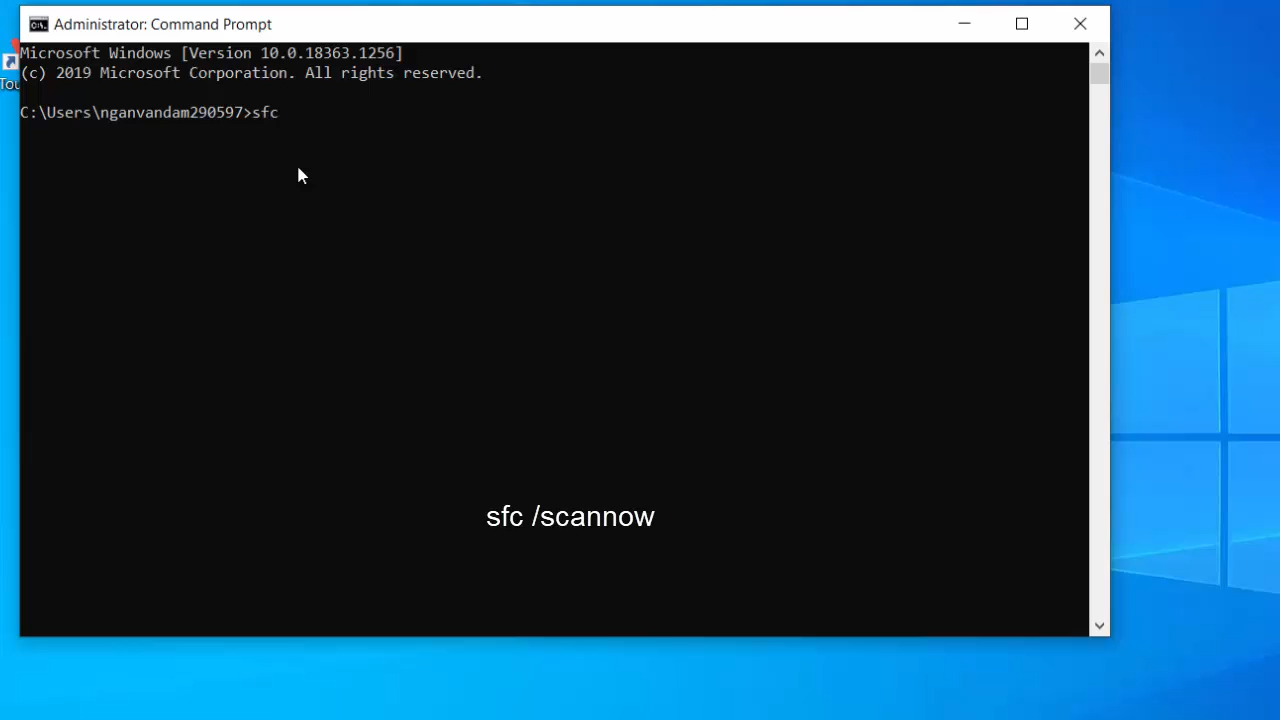 Administrator: Command Prompt
Microsoft Windows [Version 10.0.18363.1256]
(c) 2019 Microsoft Corporation. All rights reserved.
C:\Users\nganvandam290597>sfc
sfc /scannow